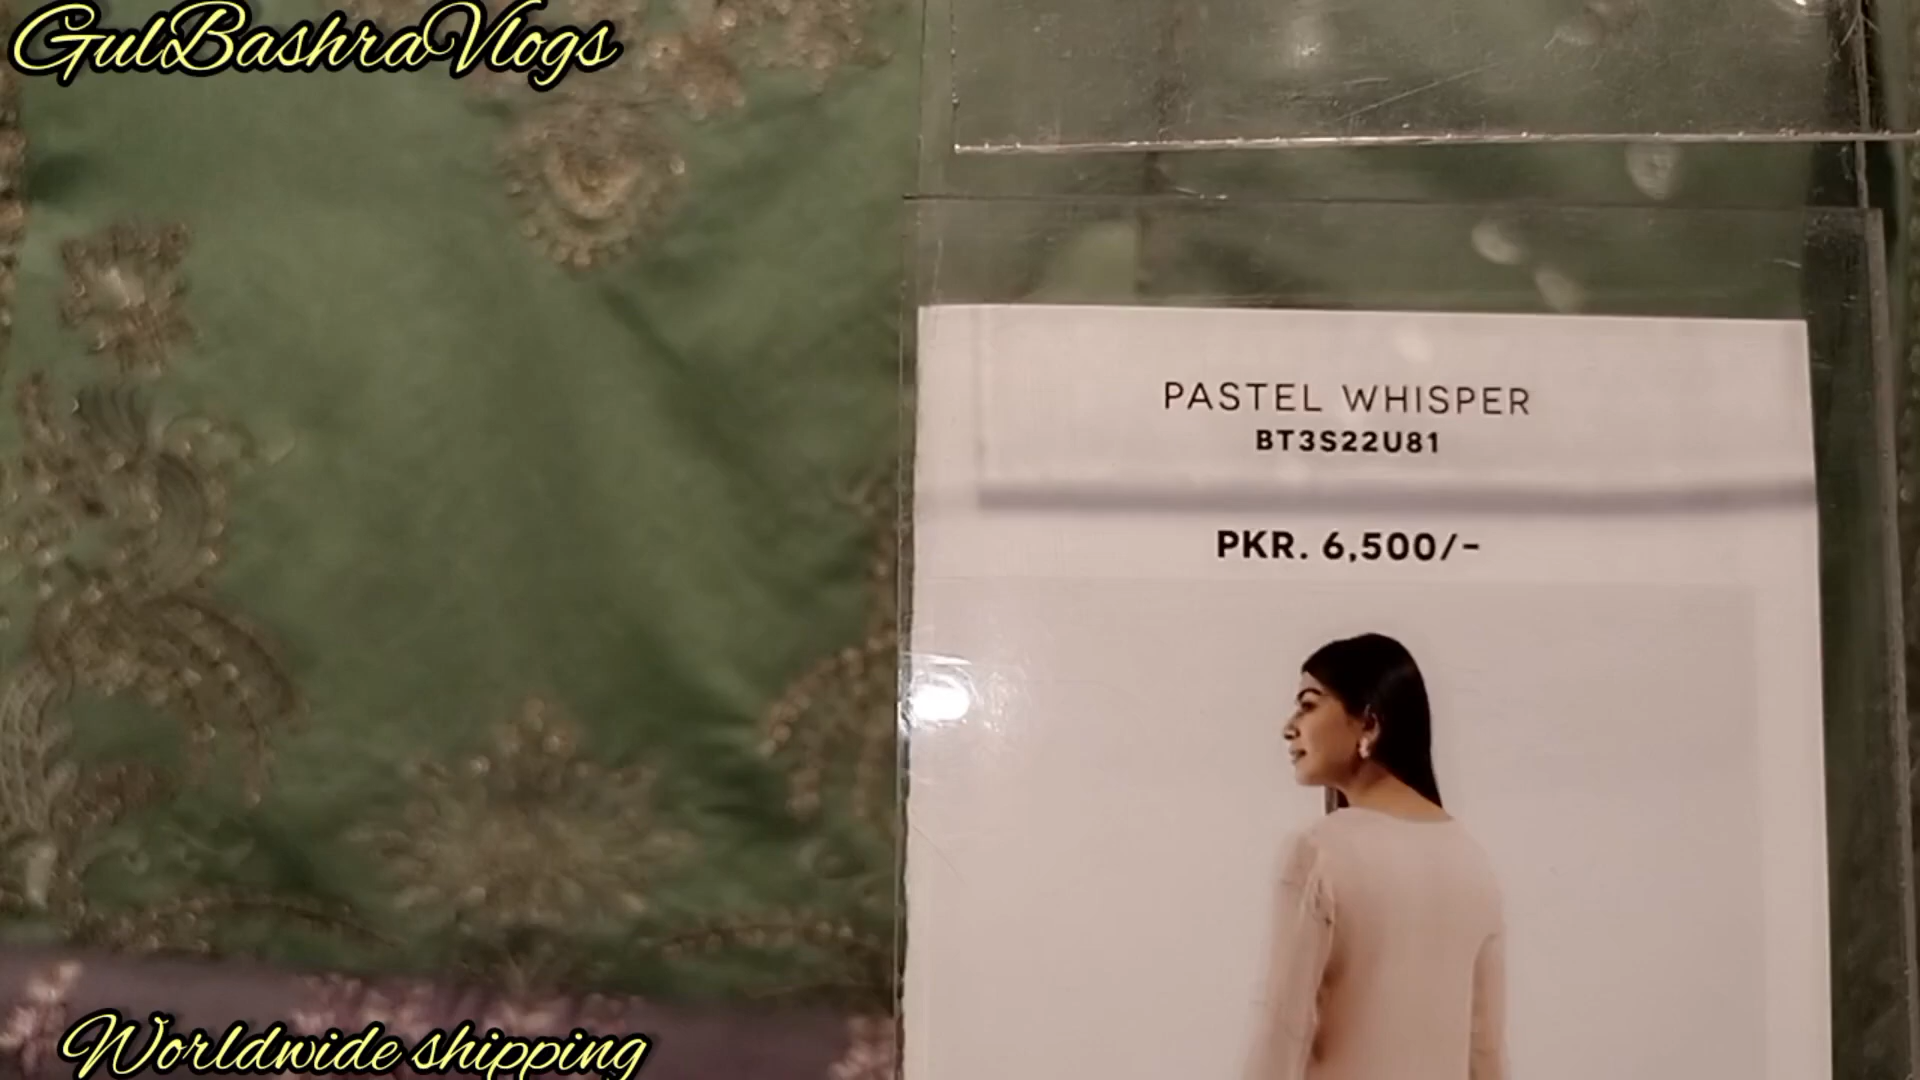 GulBashraVlogs
PASTEL WHISPER
BT3S22U81
PKR. 6,500/-
Worldwide shipping